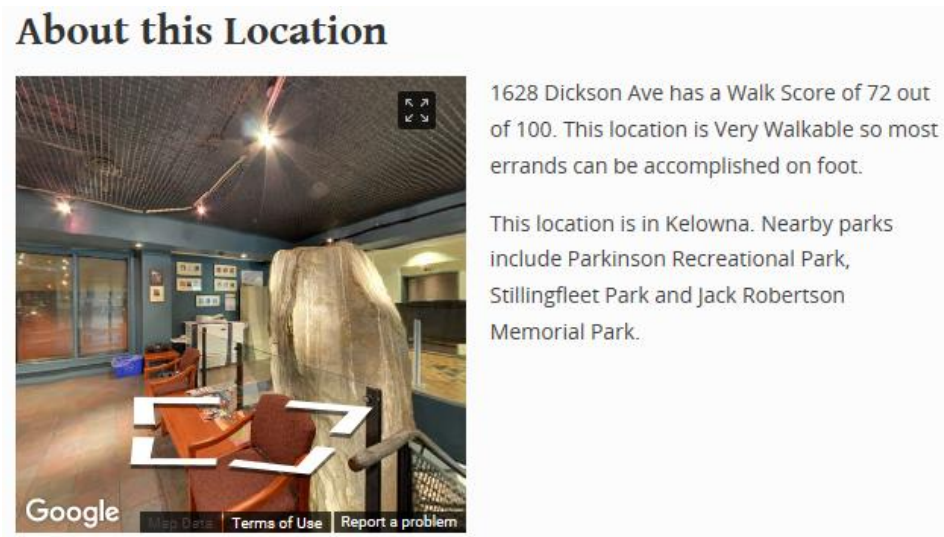 About this Location
1628 Dickson Ave has a Walk Score of 72 out
of 100. This location is Very Walkable so most
errands can be accomplished on foot.
This location is in Kelowna. Nearby parks
include Parkinson Recreational Park,
Stillingfleet Park and Jack Robertson
Memorial Park.
Google
Map Data
Terms of Use
Report a problem